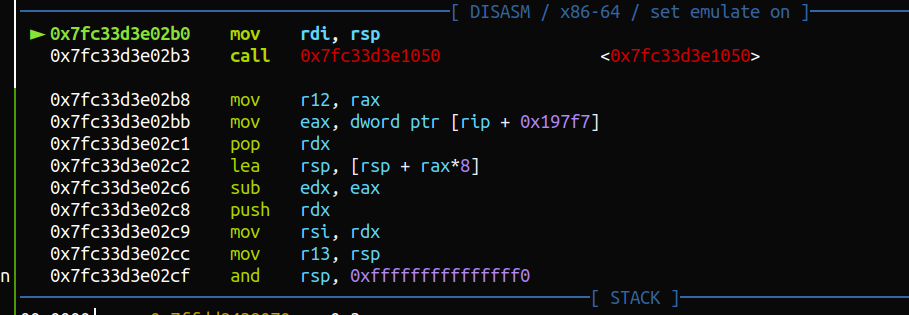 [ DISASM / x86-64 / set emulate on ]
► 0x7fc33d3e02b0 mov rdi, rsp
0x7fc33d3e02b3 call 0x7fc33d3e1050 <0x7fc33d3e1050>
0x7fc33d3e02b8 mov r12, rax
0x7fc33d3e02bb mov eax, dword ptr [rip + 0x197f7]
0x7fc33d3e02c1 pop rdx
0x7fc33d3e02c2 lea rsp, [rsp + rax*8]
0x7fc33d3e02c6 sub edx, eax
0x7fc33d3e02c8 push rdx
0x7fc33d3e02c9 mov rsi, rdx
0x7fc33d3e02cc mov r13, rsp
n 0x7fc33d3e02cf and rsp, 0xfffffffffffffff0
[ STACK ]